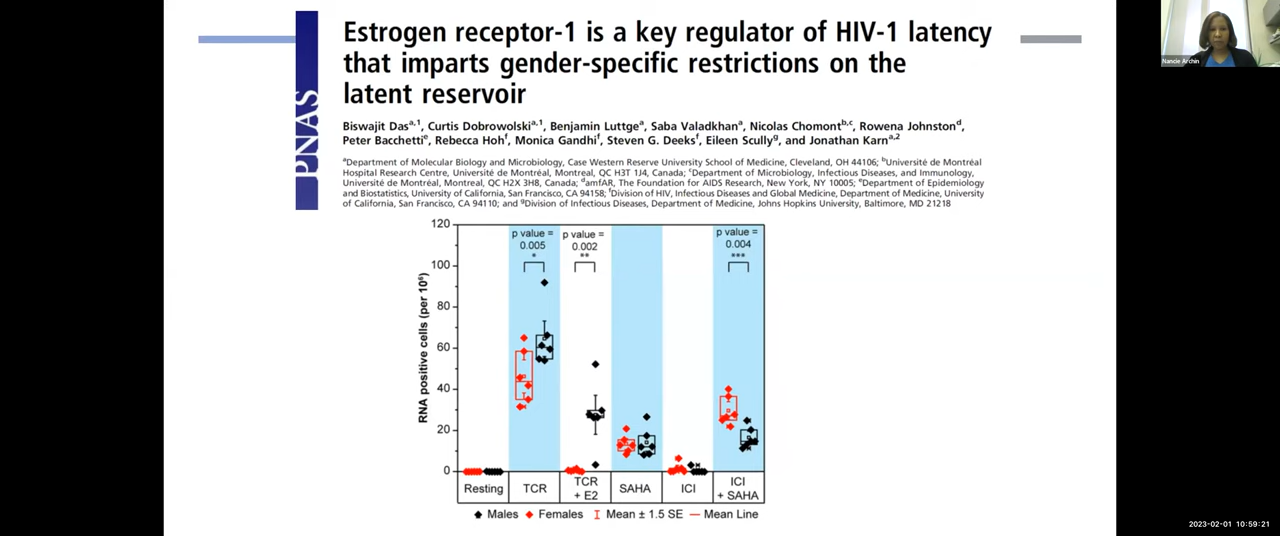 Estrogen receptor-1 is a key regulator of HIV-1 latency
that imparts gender-specific restrictions on the
latent reservoir
PNAS
Biswajit Das^a,1, Curtis Dobrowolski^a,1, Benjamin Luttge^a, Saba Valadkhan^a, Nicolas Chomont^b,c, Rowena Johnston^d,
Peter Bacchetti^e, Rebecca Hoh^f, Monica Gandhi^f, Steven G. Deeks^f, Eileen Scully^g, and Jonathan Karn^a,2
^aDepartment of Molecular Biology and Microbiology, Case Western Reserve University School of Medicine, Cleveland, OH 44106; ^bUniversité de Montréal
Hospital Research Centre, Université de Montréal, Montreal, QC H3T 1J4, Canada; ^cDepartment of Microbiology, Infectious Diseases, and Immunology,
Université de Montréal, Montreal, QC H2X 3H8, Canada; ^damfAR, The Foundation for AIDS Research, New York, NY 10005; ^eDepartment of Epidemiology
and Biostatistics, University of California, San Francisco, CA 94158; ^fDivision of HIV, Infectious Diseases and Global Medicine, Department of Medicine, University
of California, San Francisco, CA 94110; and ^gDivision of Infectious Diseases, Department of Medicine, Johns Hopkins University, Baltimore, MD 21218
RNA positive cells (per 10^6)
120
100
80
60
40
20
0
p value =
0.005
*
p value =
0.002
**
p value =
0.004
***
Resting
TCR
TCR
+ E2
SAHA
ICI
ICI
+ SAHA
Males Females Mean ± 1.5 SE Mean Line
Nancie Archin
2023-02-01 10:59:21